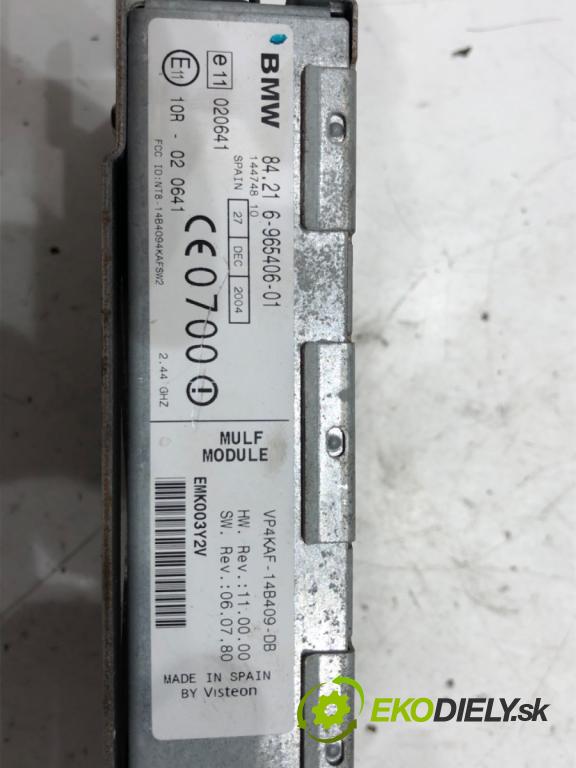 BMW 84.21 6-965406-01
144748 10
SPAIN 27 DEC 2004
e11 020641
E11 10R - 02 0641
FCC ID:NT8-14B4094KAFSW2
CE0700
2.44 GHZ
MULF
MODULE
VP4KAF-14B409-DB
HW. Rev.:11.00.00
SW. Rev.:06.07.80
EMK003Y2V
MADE IN SPAIN
BY Visteon
EKODIELY.sk